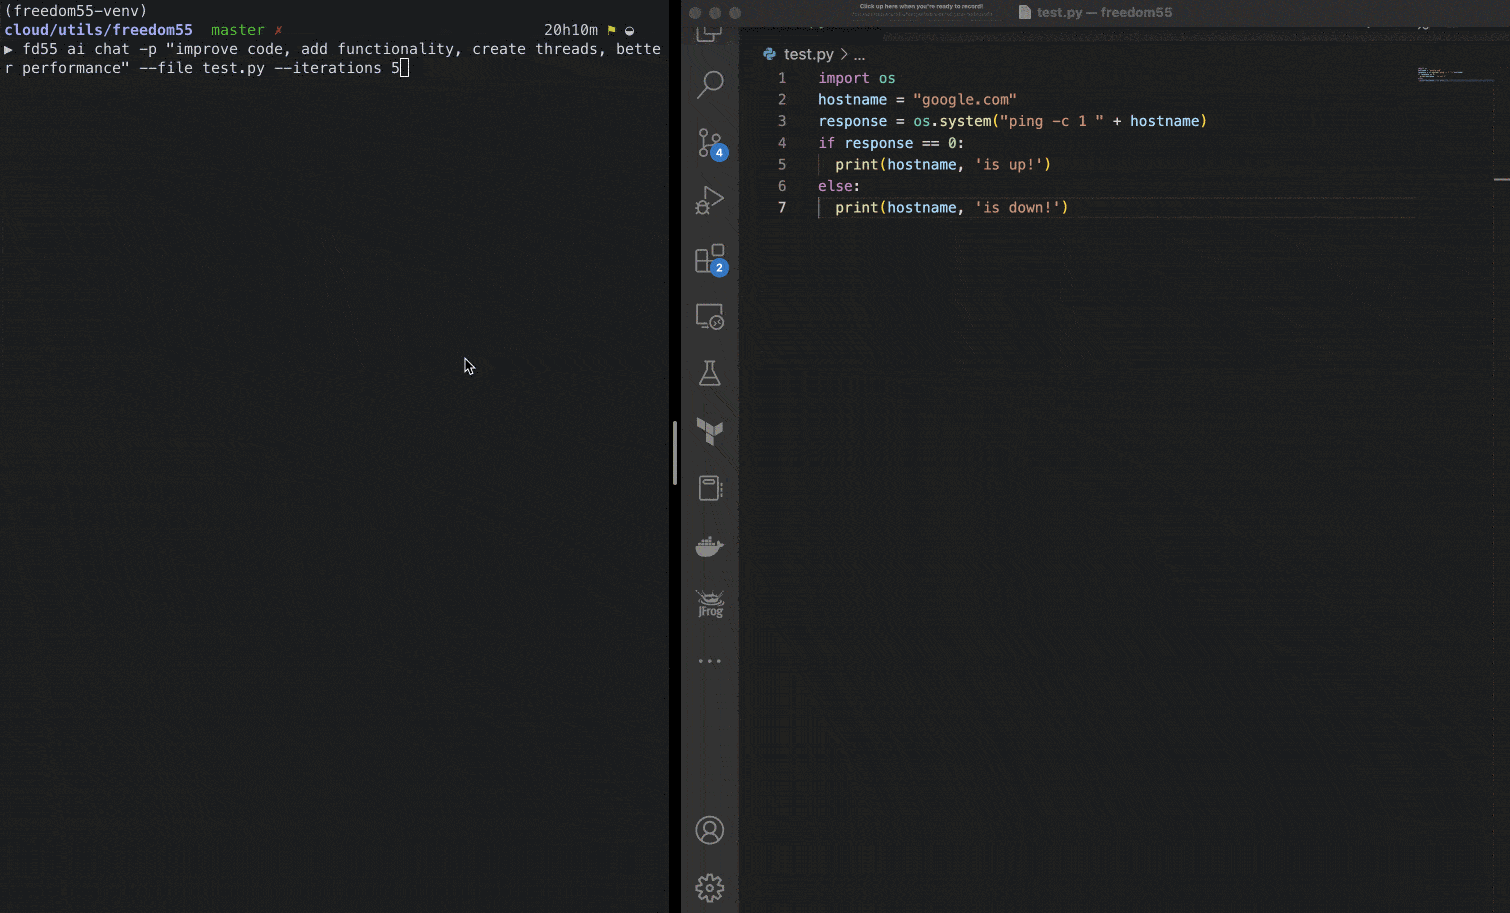 (freedom55-venv)
cloud/utils/freedom55 master ✗ 20h10m
▶ fd55 ai chat -p "improve code, add functionality, create threads, bette
r performance" --file test.py --iterations 5
Click up here when you're ready to record!!
test.py — freedom55
test.py > ...
1 import os
2 hostname = "google.com"
3 response = os.system("ping -c 1 " + hostname)
4 if response == 0:
5 print(hostname, 'is up!')
6 else:
7 print(hostname, 'is down!')
4
2
JFrog